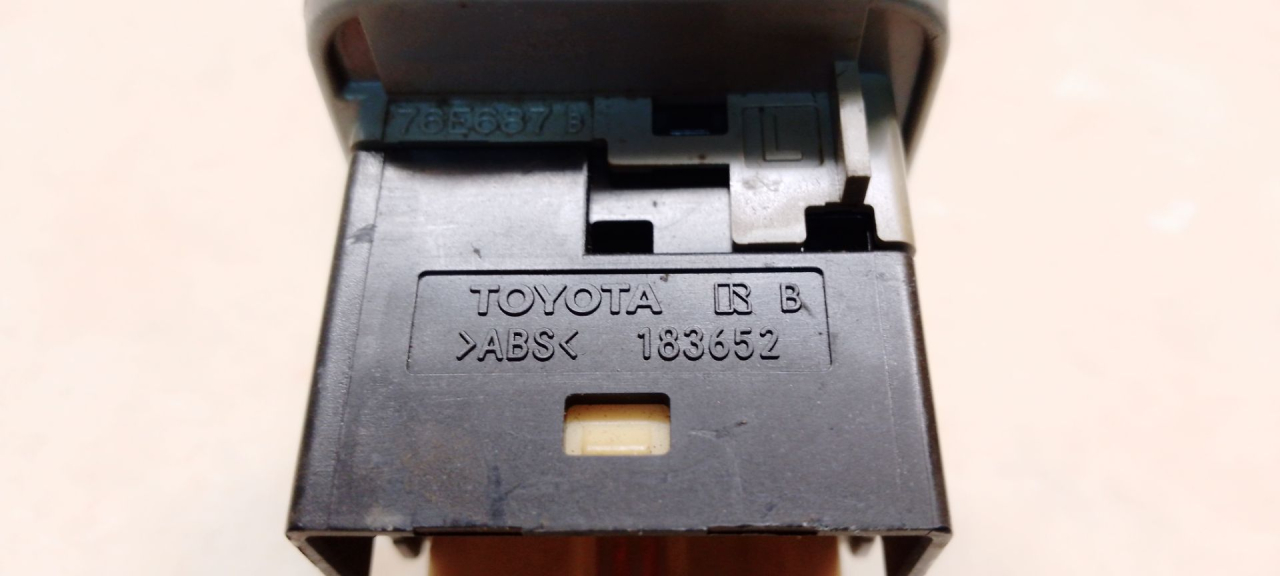 76E687 B
L
TOYOTA R B
>ABS< 183652